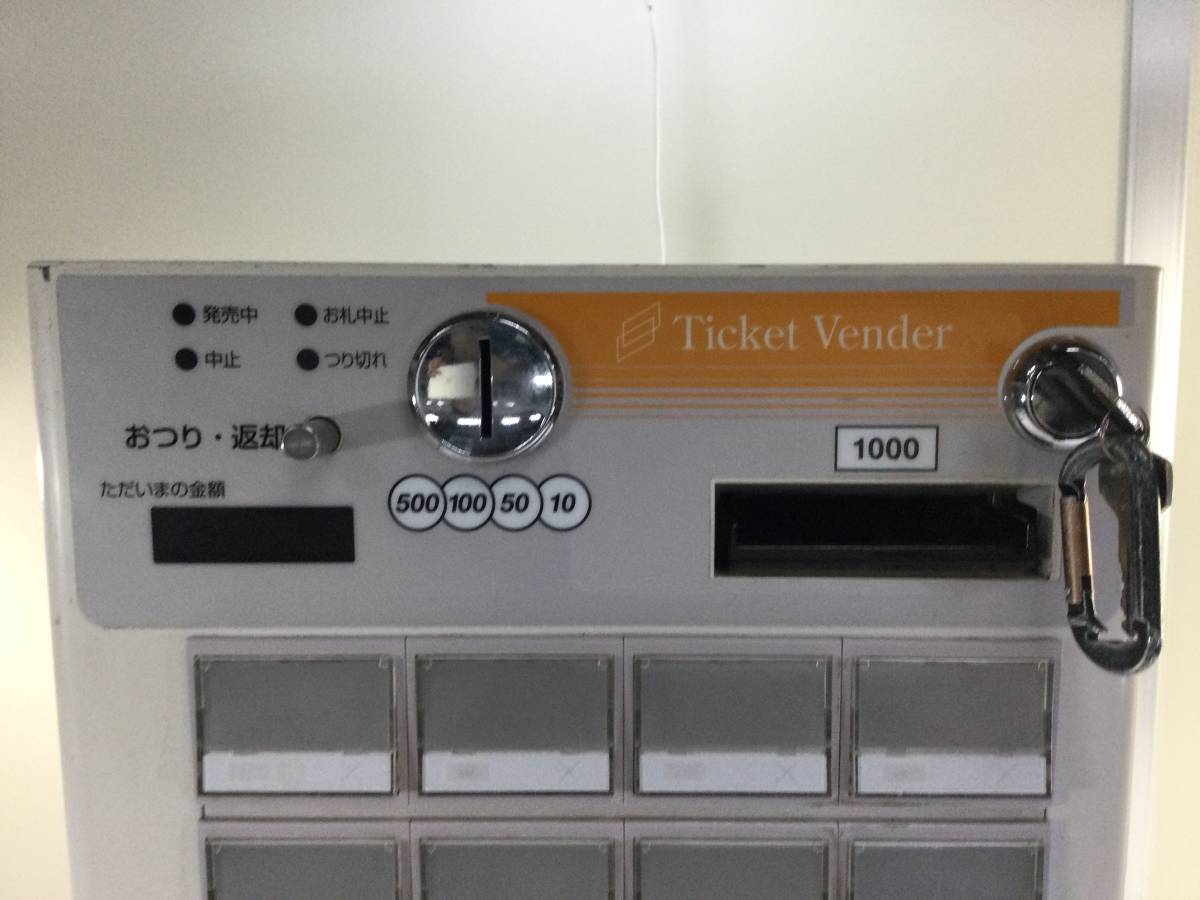 発売中 お札中止
中止 つり切れ
おつり・返却
ただいまの金額
500 100 50 10
Ticket Vender
1000